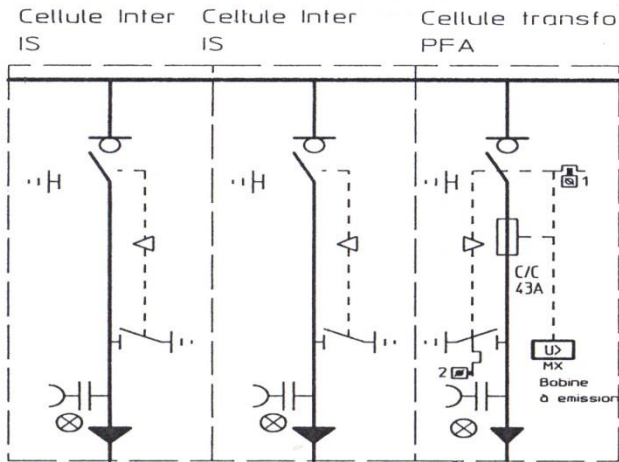 Cellule Inter
IS
Cellule Inter
IS
Cellule transfo
PFA
1
C/C
43A
U>
MX
2
Bobine
à emission